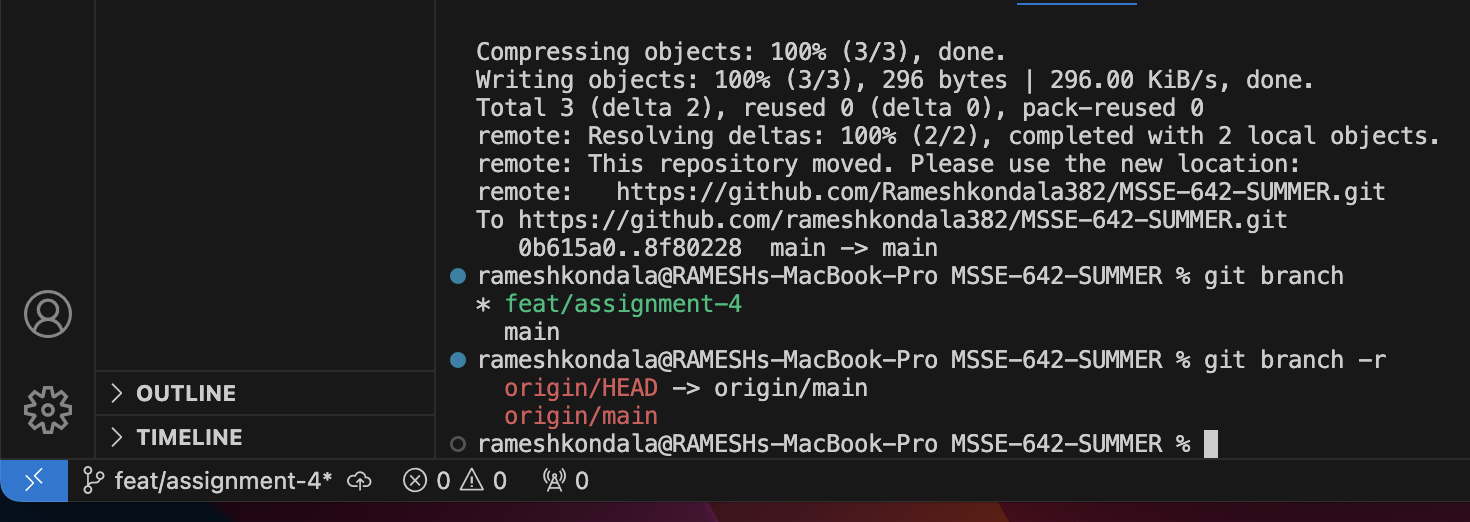 Compressing objects: 100% (3/3), done.
Writing objects: 100% (3/3), 296 bytes | 296.00 KiB/s, done.
Total 3 (delta 2), reused 0 (delta 0), pack-reused 0
remote: Resolving deltas: 100% (2/2), completed with 2 local objects.
remote: This repository moved. Please use the new location:
remote:   https://github.com/Rameshkondala382/MSSE-642-SUMMER.git
To https://github.com/rameshkondala382/MSSE-642-SUMMER.git
   0b615a0..8f80228  main -> main
rameshkondala@RAMESHs-MacBook-Pro MSSE-642-SUMMER % git branch
* feat/assignment-4
  main
rameshkondala@RAMESHs-MacBook-Pro MSSE-642-SUMMER % git branch -r
  origin/HEAD -> origin/main
  origin/main
rameshkondala@RAMESHs-MacBook-Pro MSSE-642-SUMMER %
OUTLINE
TIMELINE
feat/assignment-4* 0 0 0